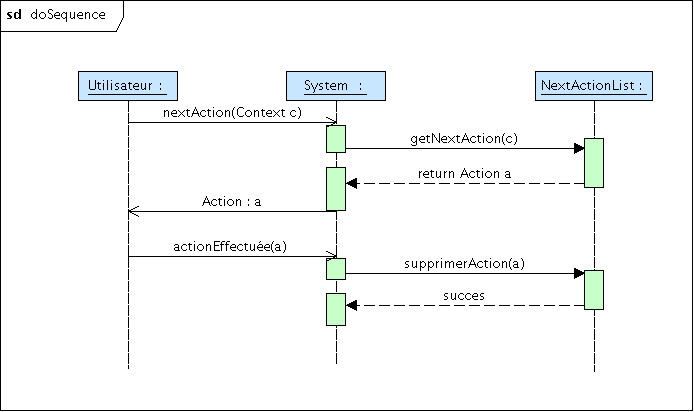 sd doSequence
Utilisateur :
System :
NextActionList :
nextAction(Context c)
getNextAction(c)
return Action a
Action : a
actionEffectuée(a)
supprimerAction(a)
succes